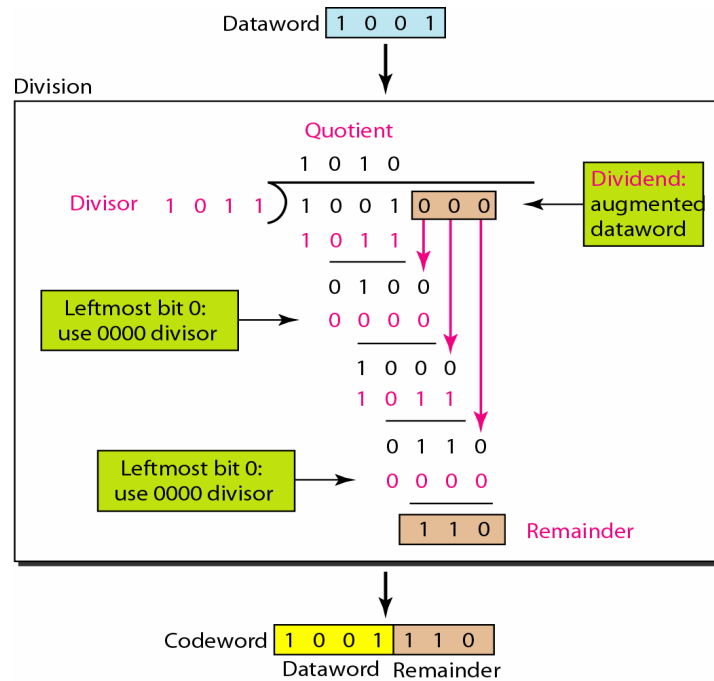 Dataword 1 0 0 1
Division
Quotient
1 0 1 0
Divisor 1 0 1 1 1 0 0 1 0 0 0
Dividend:
augmented
dataword
1 0 1 1
0 1 0 0
Leftmost bit 0:
use 0000 divisor
0 0 0 0
1 0 0 0
1 0 1 1
0 1 1 0
Leftmost bit 0:
use 0000 divisor
0 0 0 0
1 1 0 Remainder
Codeword 1 0 0 1 1 1 0
Dataword Remainder